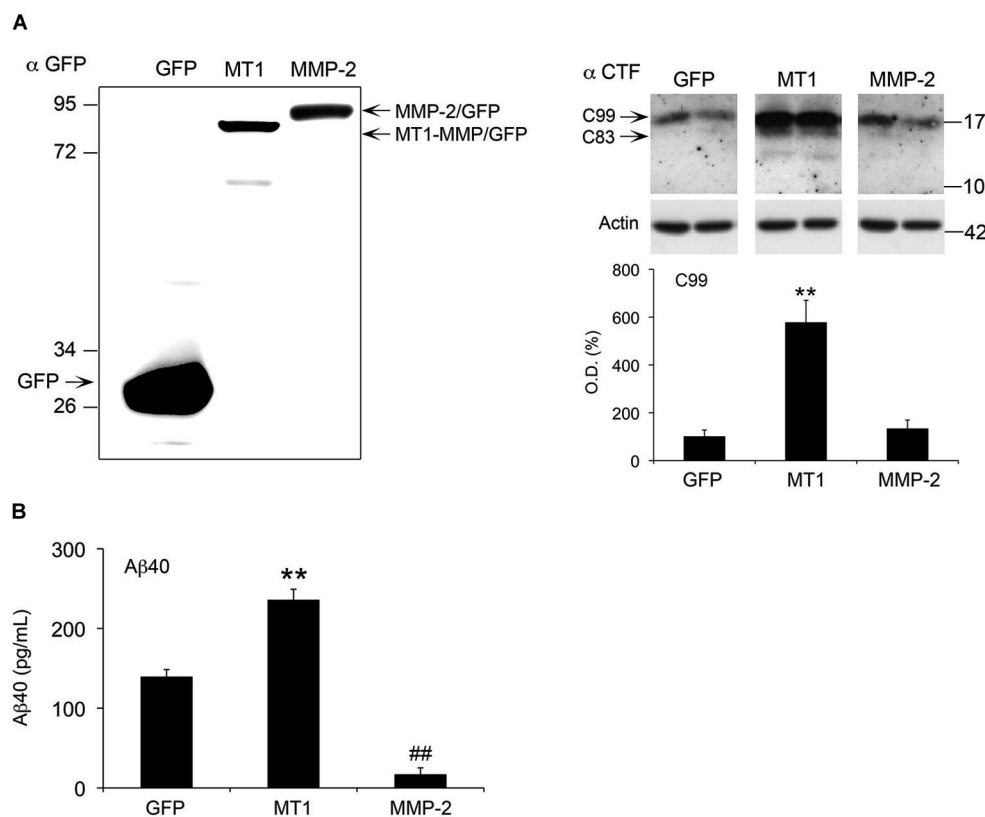 A
α GFP GFP MT1 MMP-2
95
72
34
GFP
26
MMP-2/GFP
MT1-MMP/GFP
α CTF GFP MT1 MMP-2
C99
C83
17
10
Actin
42
C99
**
O.D. (%)
800
600
400
200
0
GFP MT1 MMP-2
B
Aβ40
**
##
Aβ40 (pg/mL)
300
200
100
0
GFP MT1 MMP-2